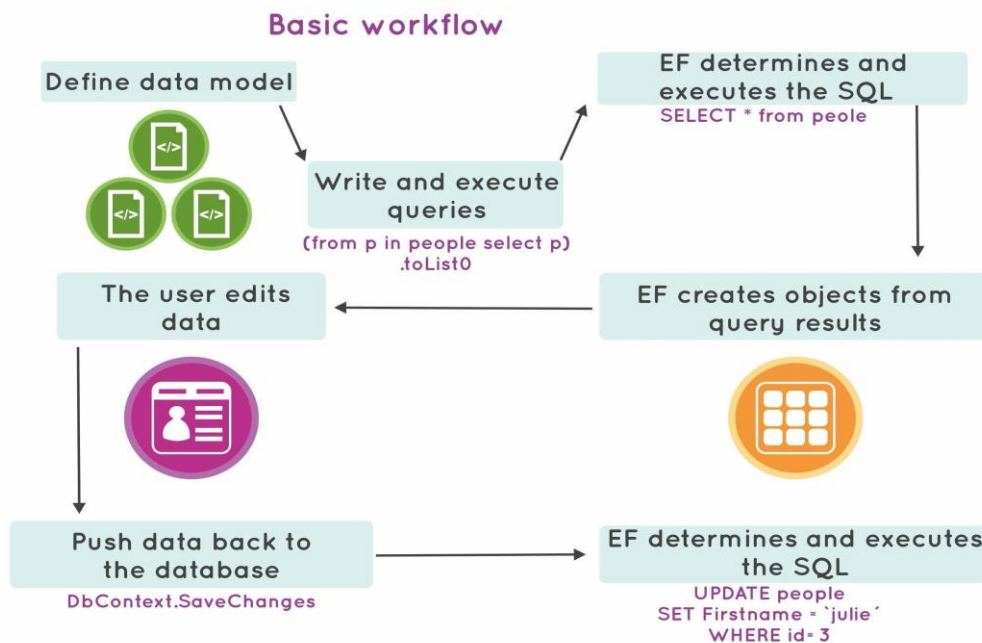 Basic workflow
Define data model
EF determines and
executes the SQL
SELECT * from peole
</>
</>
</>
Write and execute
queries
(from p in people select p)
.toList0
The user edits
data
EF creates objects from
query results
Push data back to
the database
DbContext.SaveChanges
EF determines and executes
the SQL
UPDATE people
SET Firstname = `julie´
WHERE id= 3